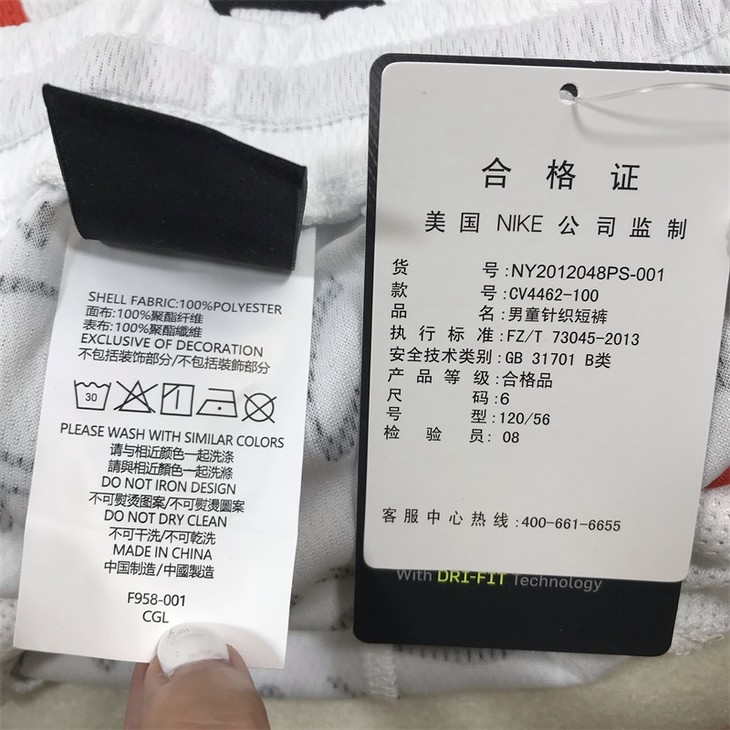 SHELL FABRIC:100%POLYESTER
面布:100%聚酯纤维
表布:100%聚酯纖維
EXCLUSIVE OF DECORATION
不包括装饰部分/不包括裝飾部分
30
PLEASE WASH WITH SIMILAR COLORS
请与相近颜色一起洗涤
請與相近顏色一起洗滌
DO NOT IRON DESIGN
不可熨烫图案/不可熨燙圖案
DO NOT DRY CLEAN
不可干洗/不可乾洗
MADE IN CHINA
中国制造/中國製造
F958-001
CGL
合格证
美国 NIKE 公司监制
货号:NY2012048PS-001
款号:CV4462-100
品名:男童针织短裤
执行标准:FZ/T 73045-2013
安全技术类别:GB 31701 B类
产品等级:合格品
尺码:6
号型:120/56
检验员: 08
客服中心热线:400-661-6655
With DRI-FIT Technology